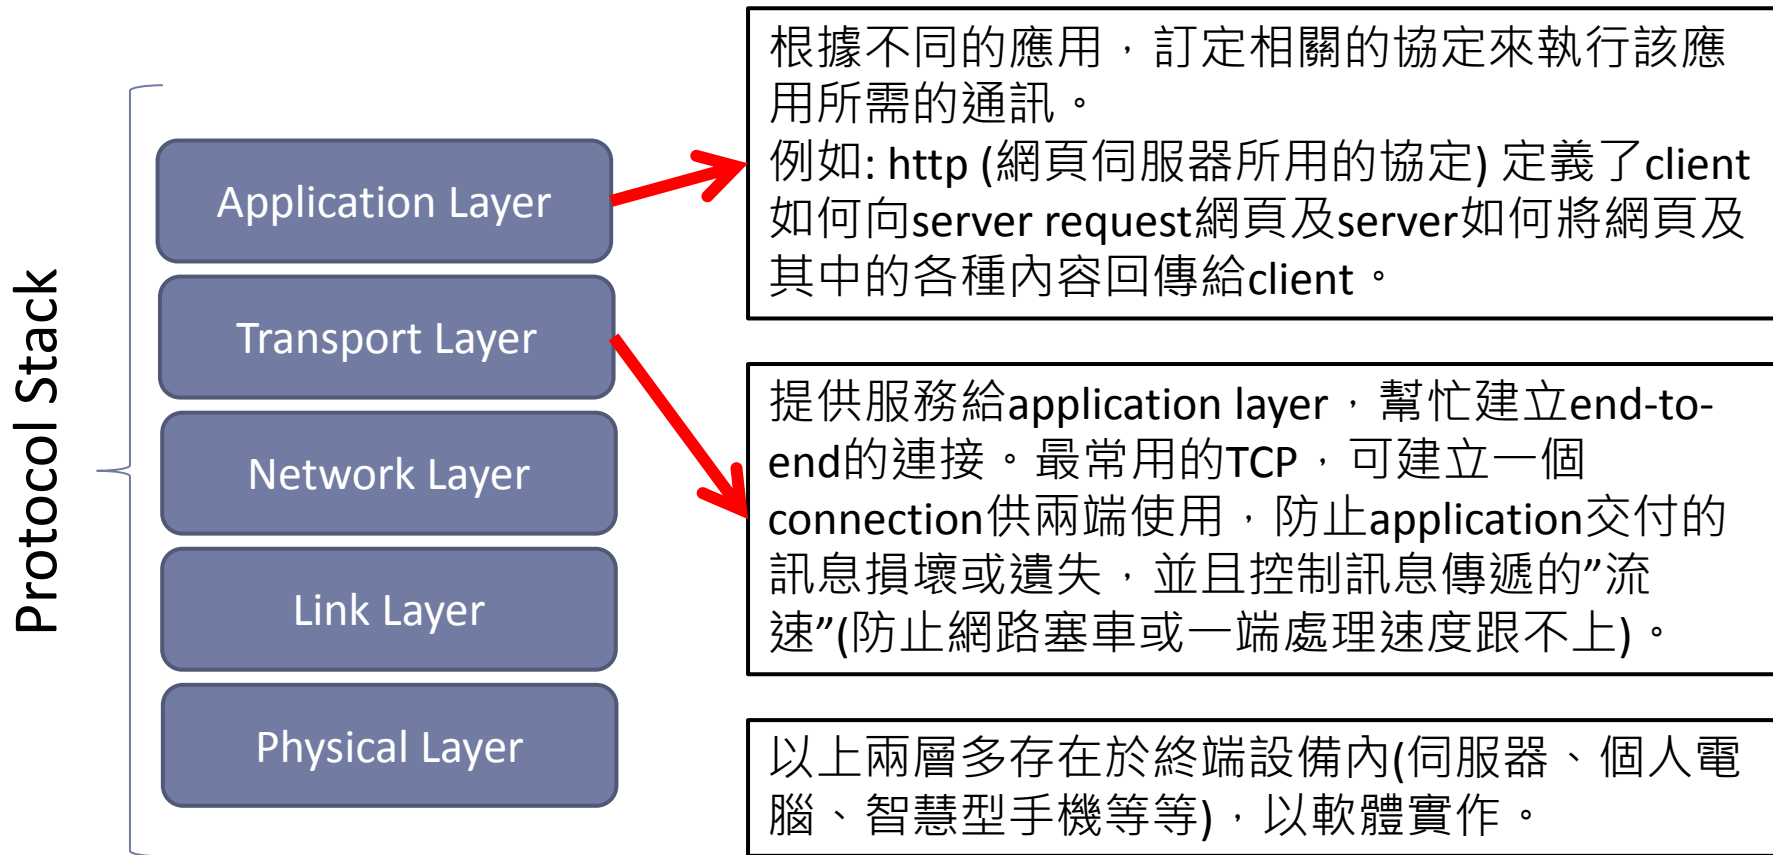 Protocol Stack
Application Layer
Transport Layer
Network Layer
Link Layer
Physical Layer
根據不同的應用，訂定相關的協定來執行該應
用所需的通訊。
例如: http (網頁伺服器所用的協定) 定義了client
如何向server request網頁及server如何將網頁及
其中的各種內容回傳給client。
提供服務給application layer，幫忙建立end-to-
end的連接。最常用的TCP，可建立一個
connection供兩端使用，防止application交付的
訊息損壞或遺失，並且控制訊息傳遞的”流
速”(防止網路塞車或一端處理速度跟不上)。
以上兩層多存在於終端設備內(伺服器、個人電
腦、智慧型手機等等)，以軟體實作。